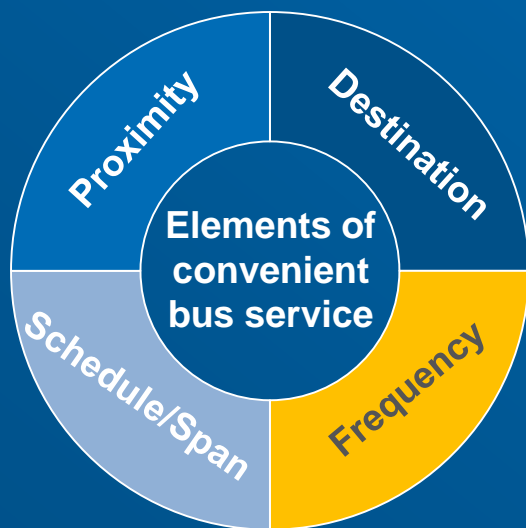 Proximity
Destination
Elements of
convenient
bus service
Schedule/Span
Frequency